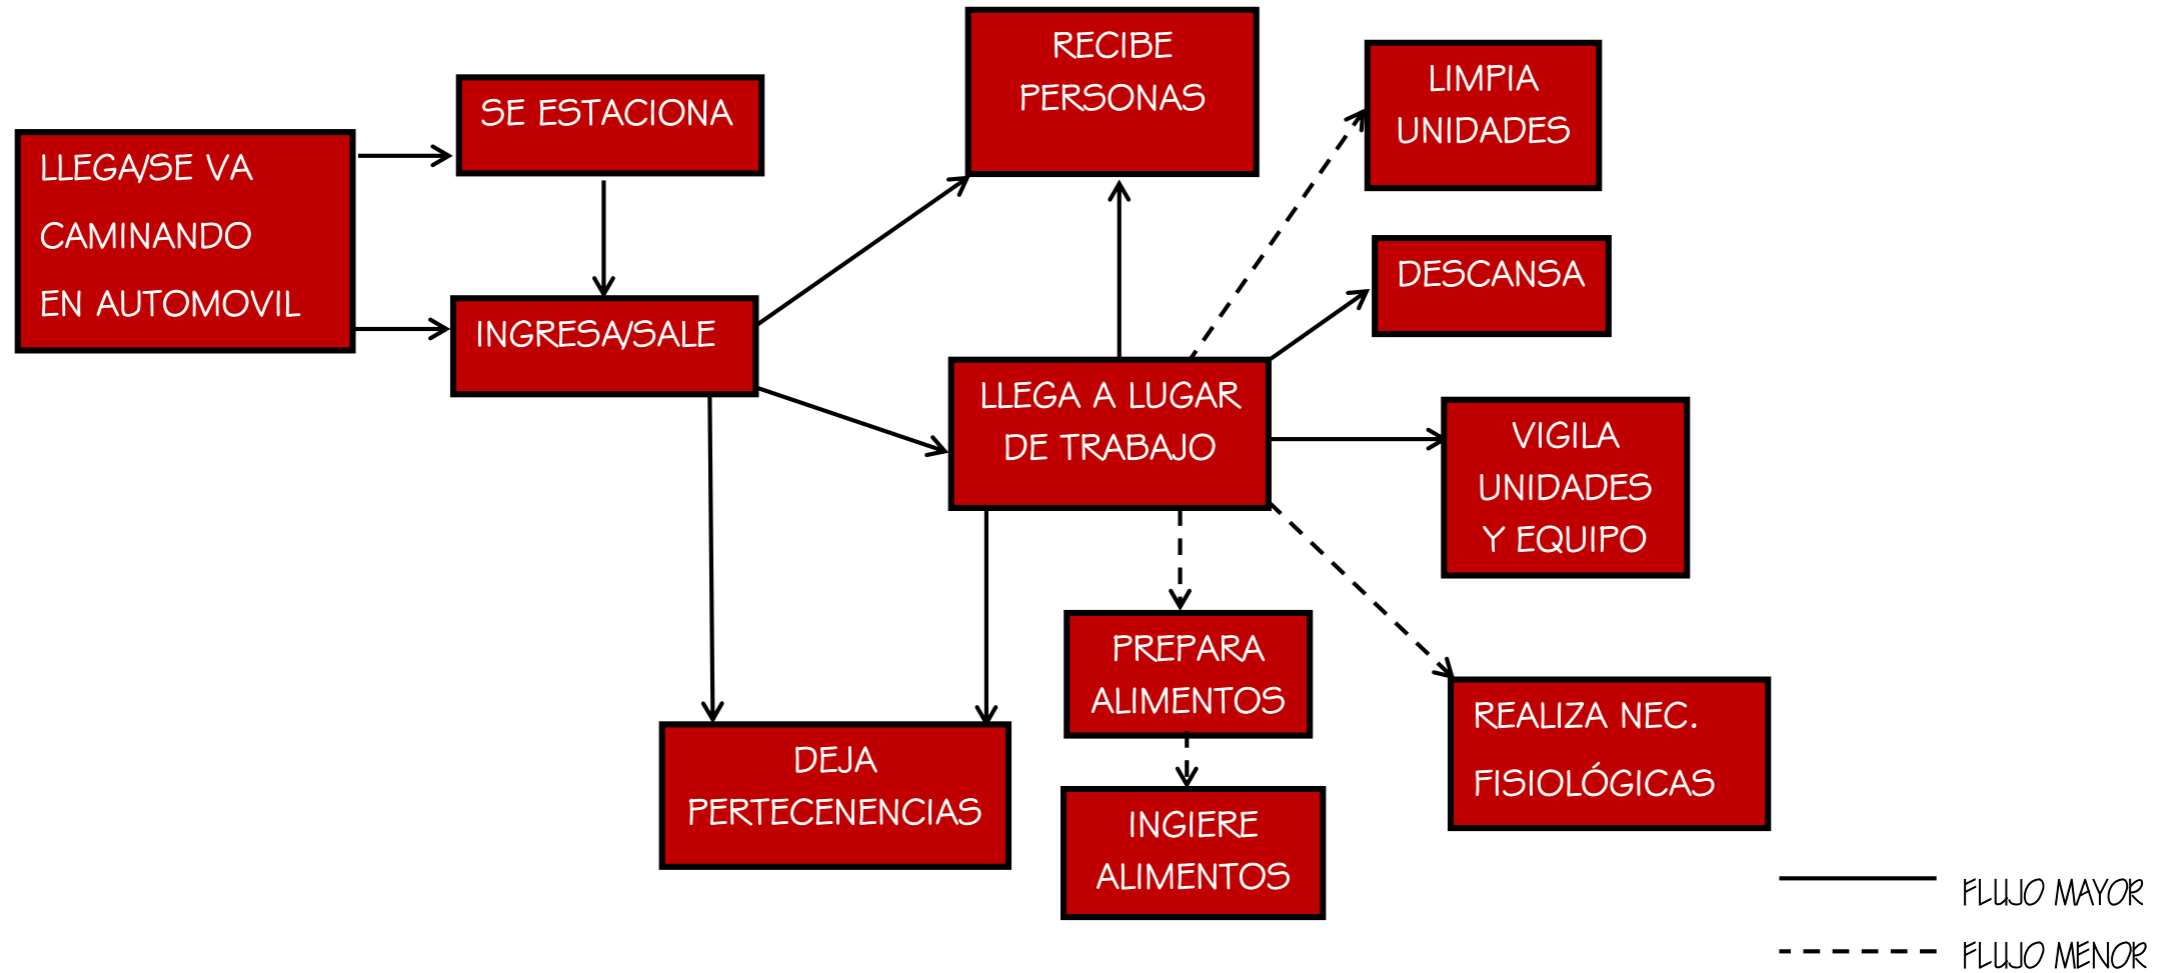 LLEGA/SE VA
CAMINANDO
EN AUTOMOVIL
SE ESTACIONA
INGRESA/SALE
RECIBE
PERSONAS
LIMPIA
UNIDADES
DESCANSA
LLEGA A LUGAR
DE TRABAJO
VIGILA
UNIDADES
Y EQUIPO
PREPARA
ALIMENTOS
REALIZA NEC.
FISIOLÓGICAS
DEJA
PERTECENENCIAS
INGIERE
ALIMENTOS
FLUJO MAYOR
FLUJO MENOR